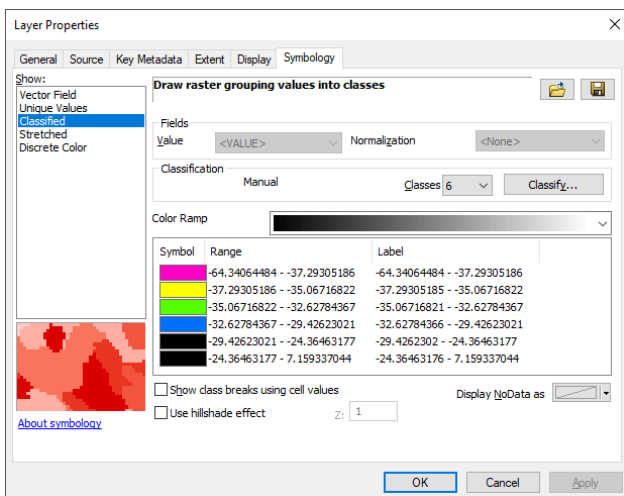 Layer Properties
General Source Key Metadata Extent Display Symbology
Show:
Vector Field
Unique Values
Classified
Stretched
Discrete Color
About symbology
Draw raster grouping values into classes
Fields
Value <VALUE> Normalization <None>
Classification
Manual Classes 6 Classify...
Color Ramp
Symbol Range Label
-64.34064484 - -37.29305186 -64.34064484 - -37.29305186
-37.29305186 - -35.06716822 -37.29305185 - -35.06716822
-35.06716822 - -32.62784367 -35.06716821 - -32.62784367
-32.62784367 - -29.42623021 -32.62784366 - -29.42623021
-29.42623021 - -24.36463177 -29.4262302 - -24.36463177
-24.36463177 - 7.159337044 -24.36463176 - 7.159337044
Show class breaks using cell values Display NoData as
Use hillshade effect Z: 1
OK Cancel Apply